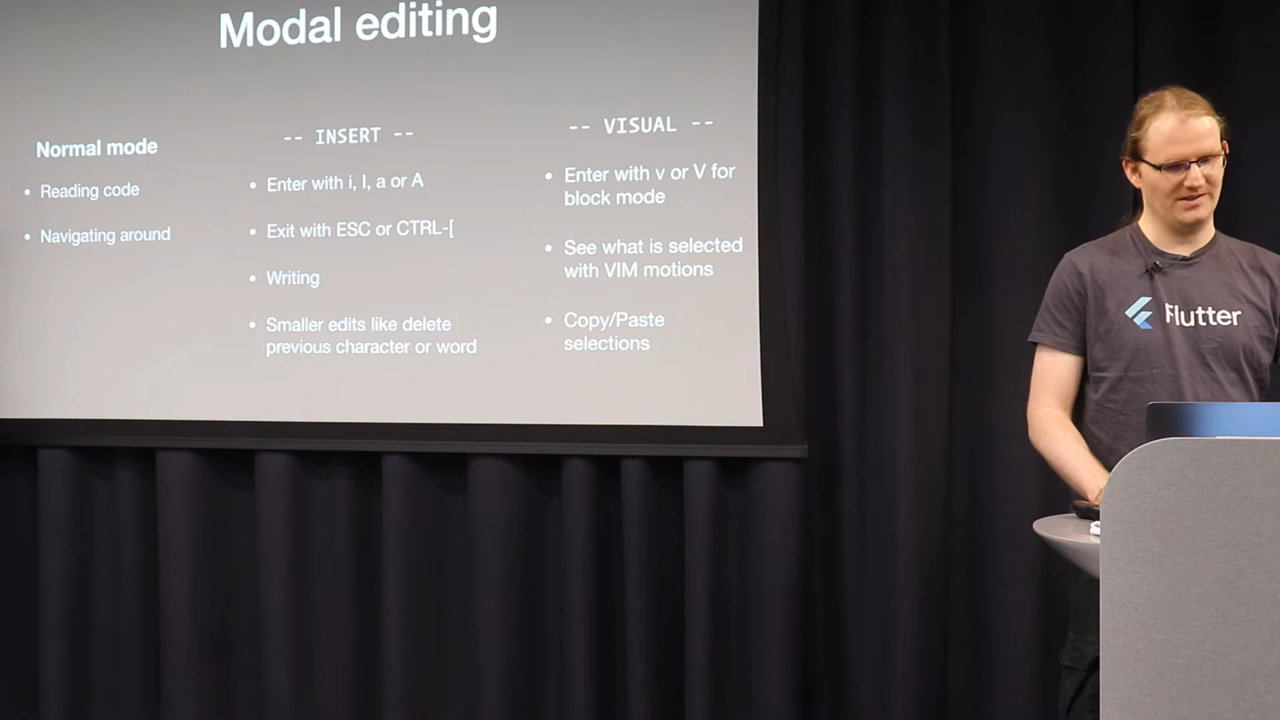 Modal editing
Normal mode
• Reading code
• Navigating around
-- INSERT --
• Enter with i, I, a or A
• Exit with ESC or CTRL-[
• Writing
• Smaller edits like delete
previous character or word
-- VISUAL --
• Enter with v or V for
block mode
• See what is selected
with VIM motions
• Copy/Paste
selections
Flutter